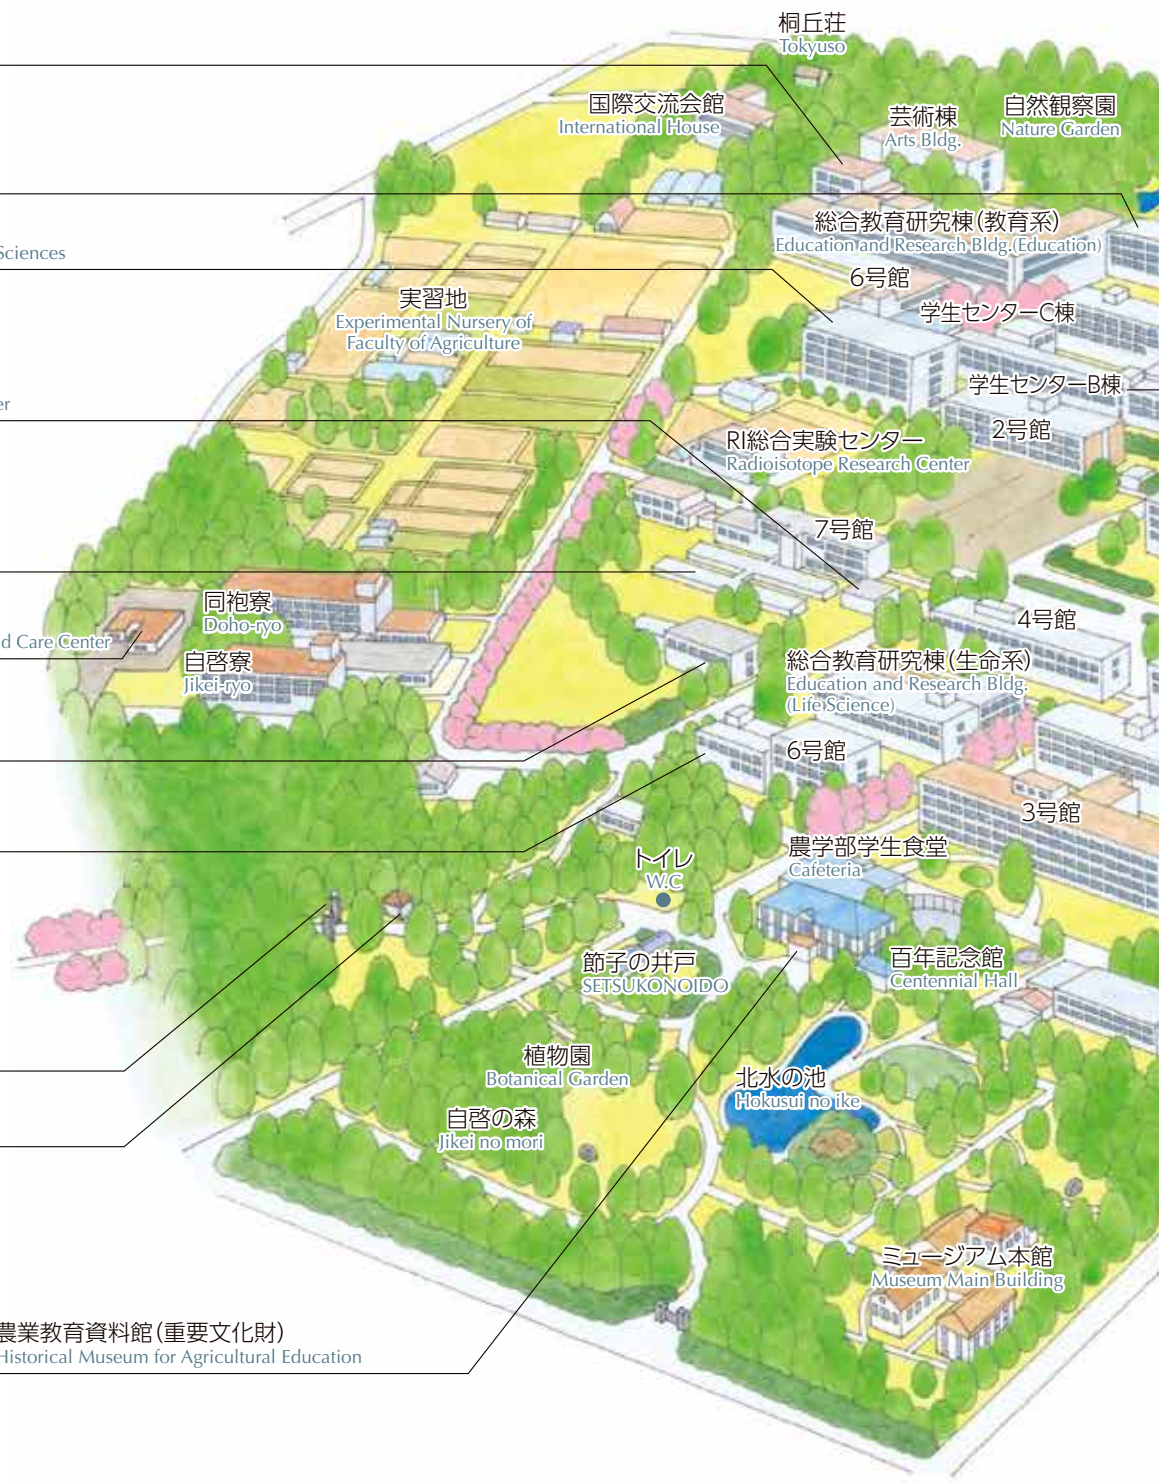 桐丘荘
Tokyuso
国際交流会館
International House
芸術棟
Arts Bldg.
自然観察園
Nature Garden
総合教育研究棟(教育系)
Education and Research Bldg.(Education)
Sciences
6号館
学生センターC棟
実習地
Experimental Nursery of
Faculty of Agriculture
学生センターB棟
er
2号館
RI総合実験センター
Radioisotope Research Center
7号館
同袍寮
Doho-ryo
4号館
d Care Center
自啓寮
Jikei-ryo
総合教育研究棟(生命系)
Education and Research Bldg.
(Life Science)
6号館
3号館
農学部学生食堂
Cafeteria
トイレ
W.C
節子の井戸
SETSUKONOIDO
百年記念館
Centennial Hall
植物園
Botanical Garden
北水の池
Hokusui no ike
自啓の森
Jikei no mori
ミュージアム本館
Museum Main Building
農業教育資料館(重要文化財)
Historical Museum for Agricultural Education